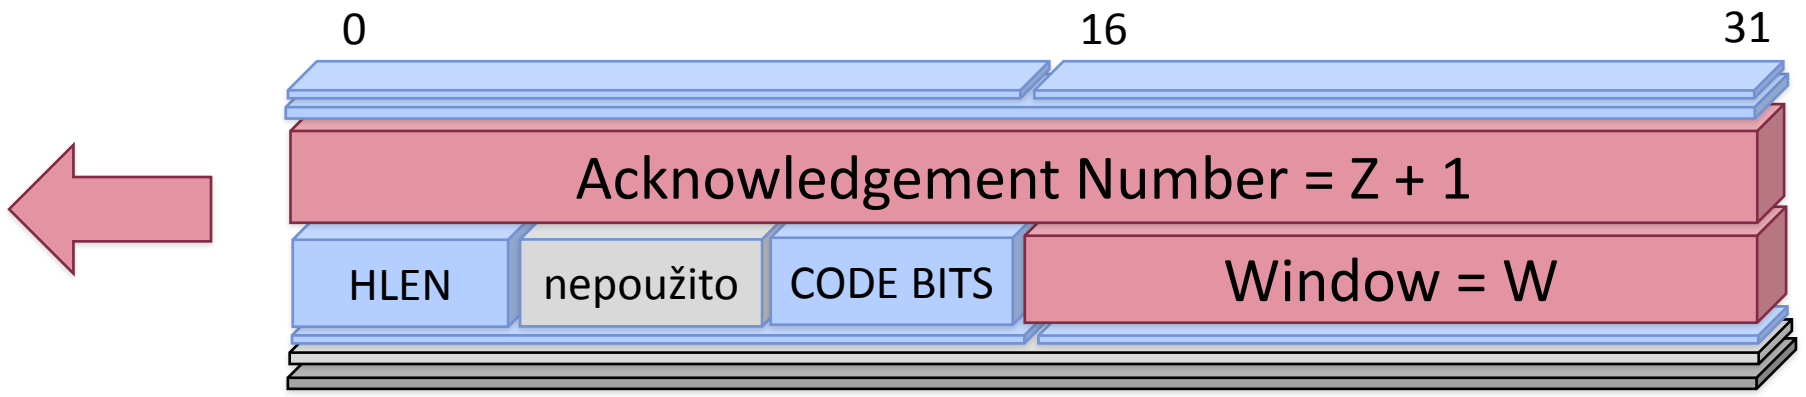 0 16 31
Acknowledgement Number = Z + 1
HLEN nepoužito CODE BITS Window = W